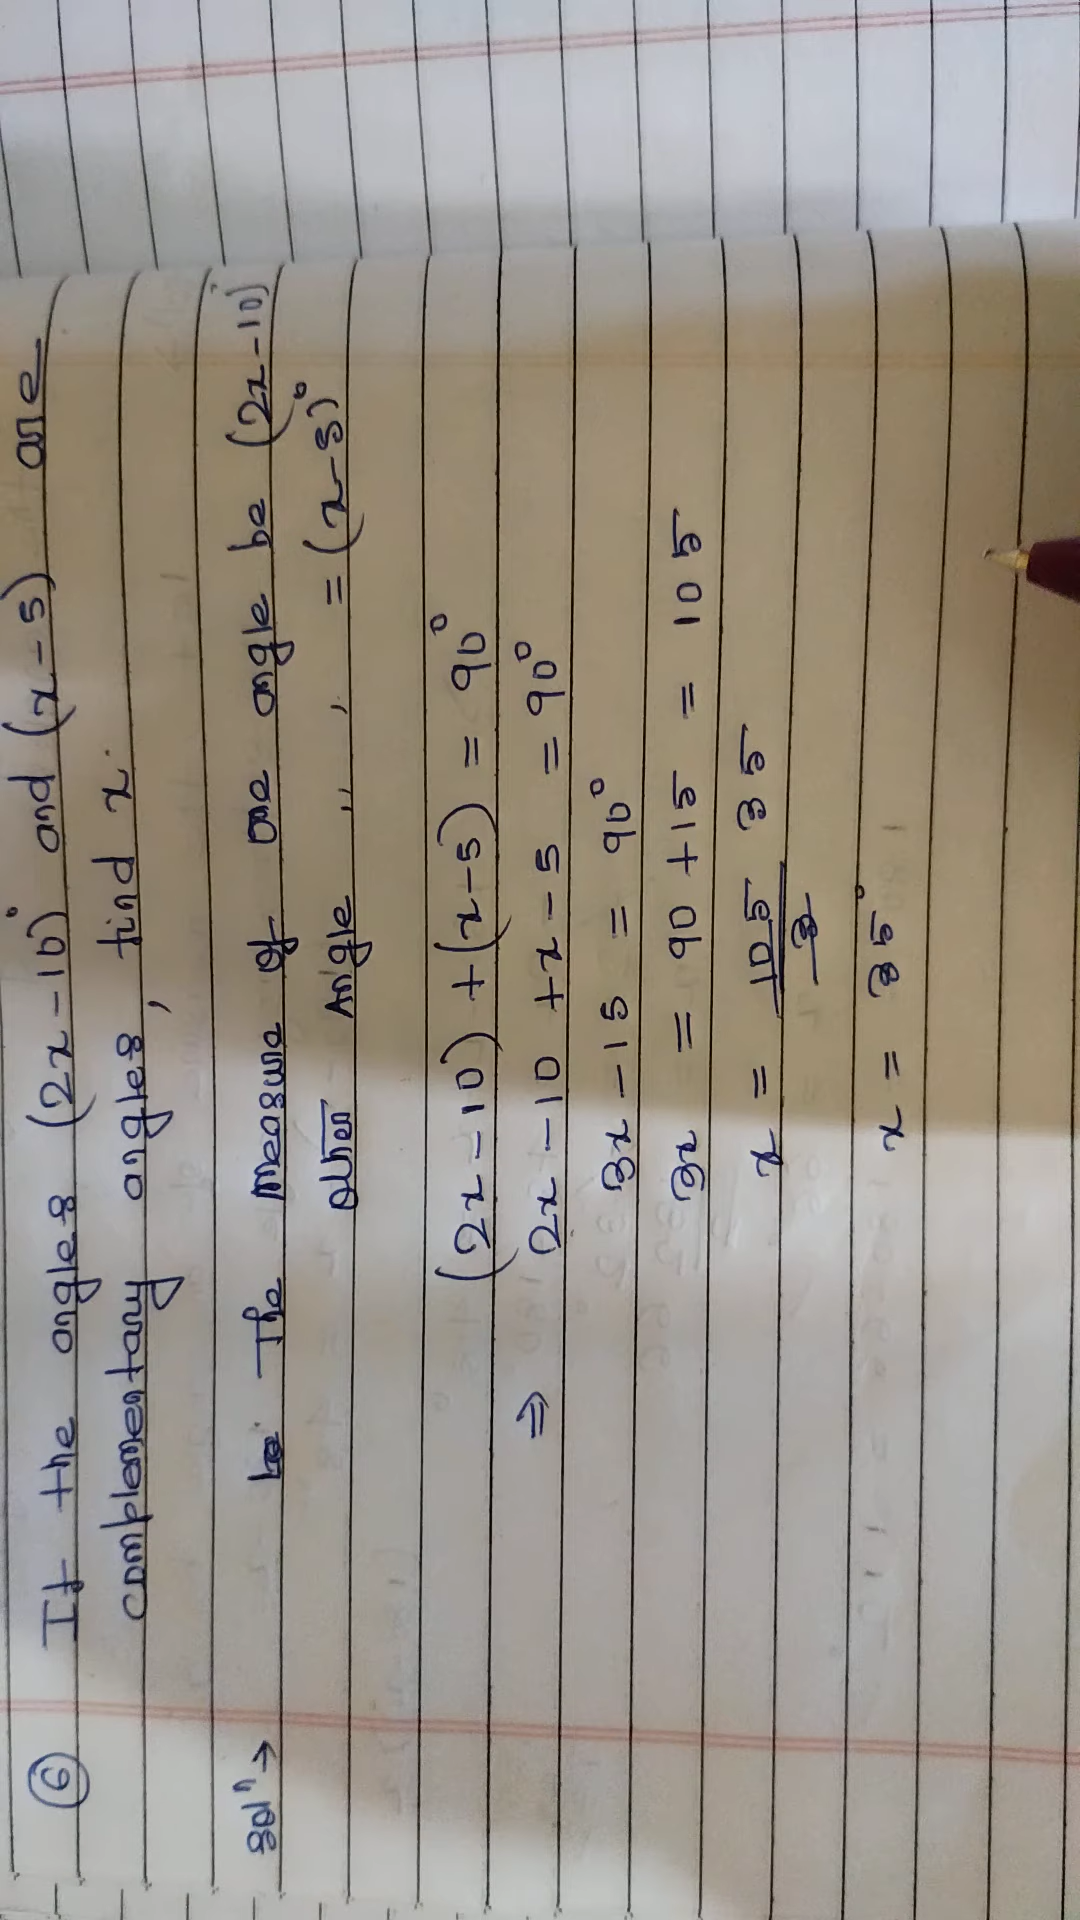 ⑥ If the angles (2x-10)° and (x-5) are
complementary angles, find x.
Solⁿ → be The measure of one angle be (2x-10)
other Angle " , = (x-5)°
(2x-10) + (x-5) = 90°
⇒ 2x-10 +x-5 = 90°
3x-15 = 90°
3x = 90+15 = 105
x = 105 35
3
x = 35°